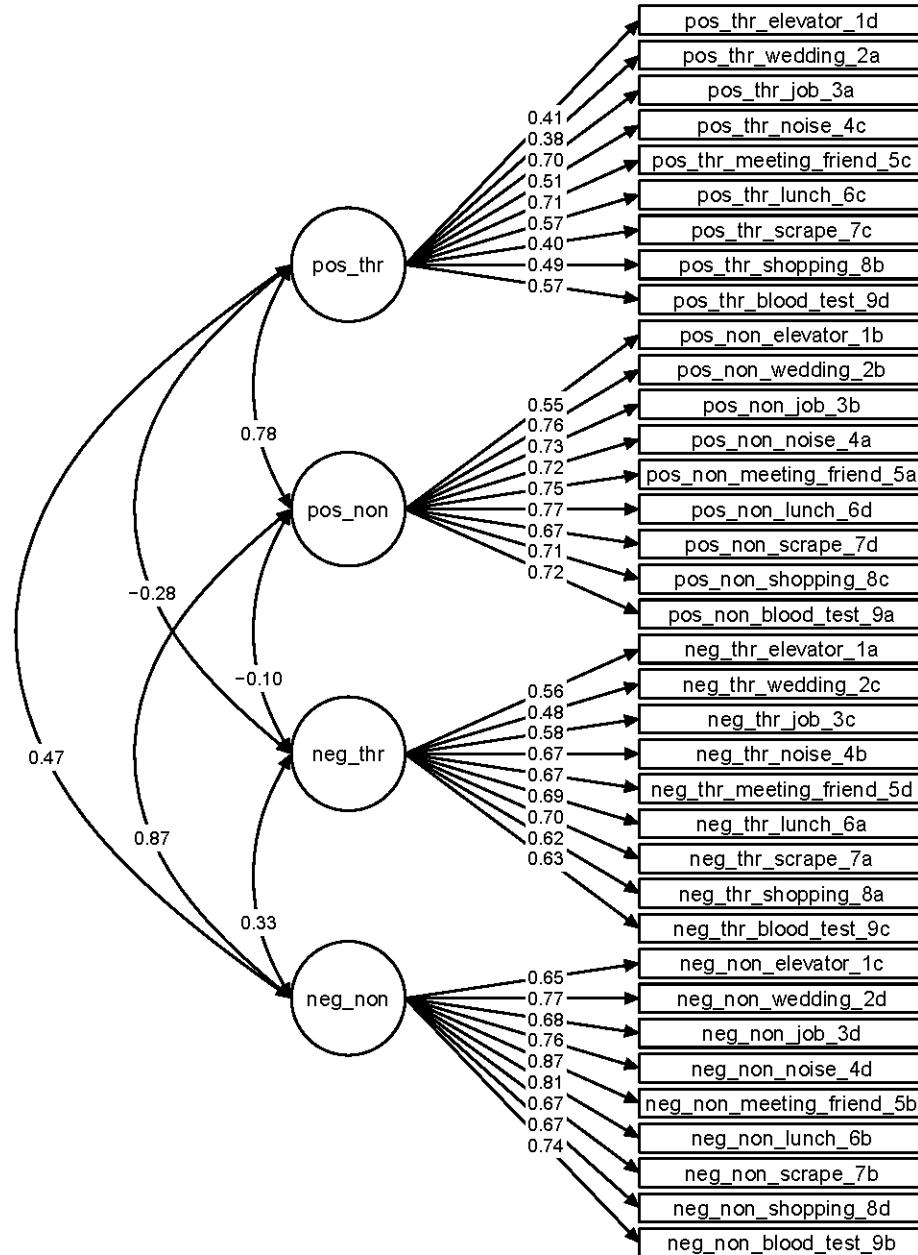 pos_thr_elevator_1d
pos_thr_wedding_2a
pos_thr_job_3a
pos_thr_noise_4c
pos_thr_meeting_friend_5c
pos_thr_lunch_6c
pos_thr_scrape_7c
pos_thr_shopping_8b
pos_thr_blood_test_9d
0.41
0.38
0.70
0.51
0.71
0.57
0.40
0.49
0.57
pos_thr
pos_non_elevator_1b
pos_non_wedding_2b
pos_non_job_3b
pos_non_noise_4a
pos_non_meeting_friend_5a
pos_non_lunch_6d
pos_non_scrape_7d
pos_non_shopping_8c
pos_non_blood_test_9a
0.55
0.76
0.73
0.72
0.75
0.77
0.67
0.71
0.72
0.78
pos_non
−0.28
−0.10
neg_thr_elevator_1a
neg_thr_wedding_2c
neg_thr_job_3c
neg_thr_noise_4b
neg_thr_meeting_friend_5d
neg_thr_lunch_6a
neg_thr_scrape_7a
neg_thr_shopping_8a
neg_thr_blood_test_9c
0.56
0.48
0.58
0.67
0.67
0.69
0.70
0.62
0.63
neg_thr
0.47
0.87
0.33
neg_non_elevator_1c
neg_non_wedding_2d
neg_non_job_3d
neg_non_noise_4d
neg_non_meeting_friend_5b
neg_non_lunch_6b
neg_non_scrape_7b
neg_non_shopping_8d
neg_non_blood_test_9b
0.65
0.77
0.68
0.76
0.87
0.81
0.67
0.67
0.74
neg_non